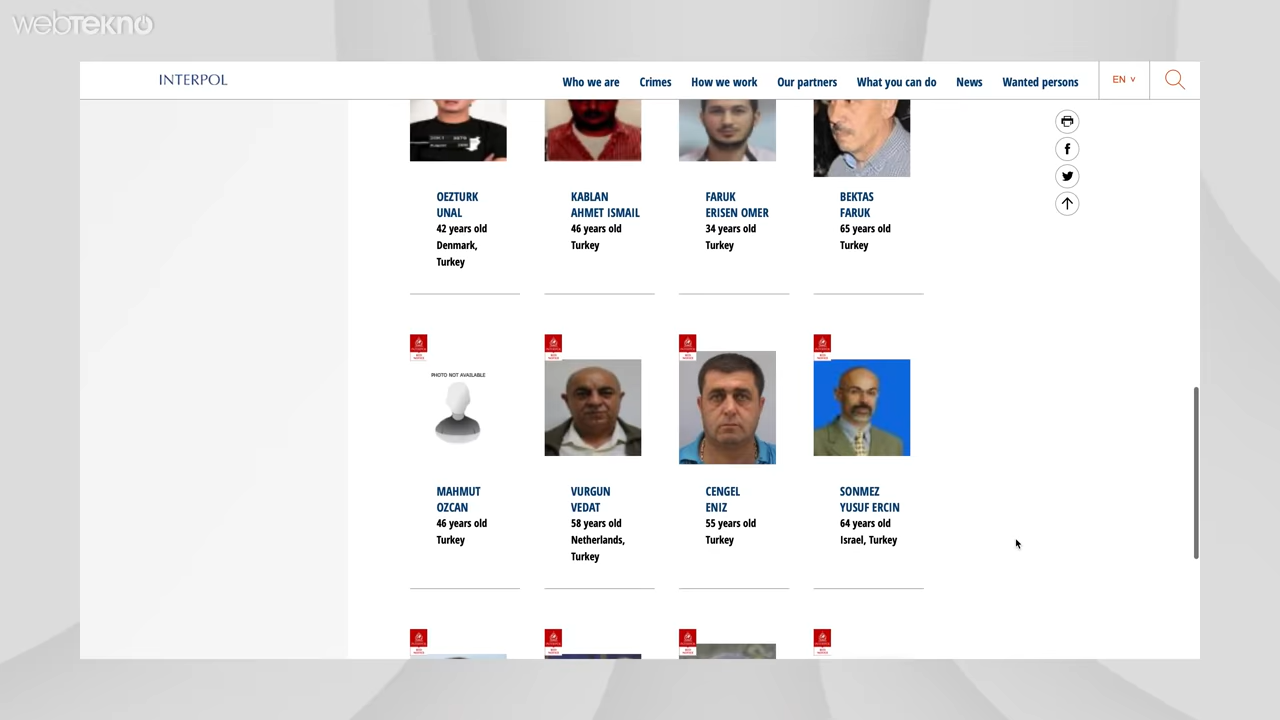 webTEKNO
INTERPOL
Who we are
Crimes
How we work
Our partners
What you can do
News
Wanted persons
EN
OEZTURK
UNAL
42 years old
Denmark,
Turkey
KABLAN
AHMET ISMAIL
46 years old
Turkey
FARUK
ERISEN OMER
34 years old
Turkey
BEKTAS
FARUK
65 years old
Turkey
PHOTO NOT AVAILABLE
MAHMUT
OZCAN
46 years old
Turkey
VURGUN
VEDAT
58 years old
Netherlands,
Turkey
CENGEL
ENIZ
55 years old
Turkey
SONMEZ
YUSUF ERCIN
64 years old
Israel, Turkey